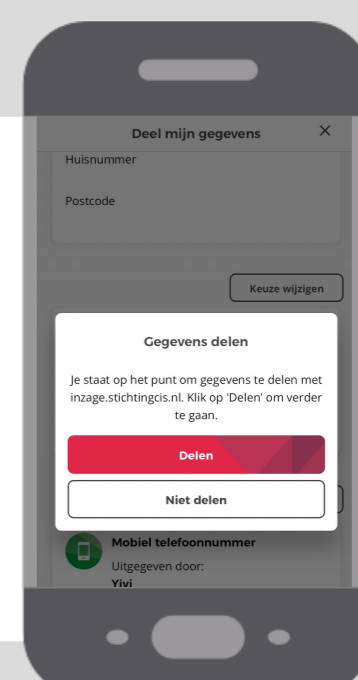 Deel mijn gegevens
Huisnummer
Postcode
Keuze wijzigen
Gegevens delen
Je staat op het punt om gegevens te delen met
inzage.stichtingcis.nl. Klik op 'Delen' om verder
te gaan.
Delen
Niet delen
Mobiel telefoonnummer
Uitgegeven door:
Yivi